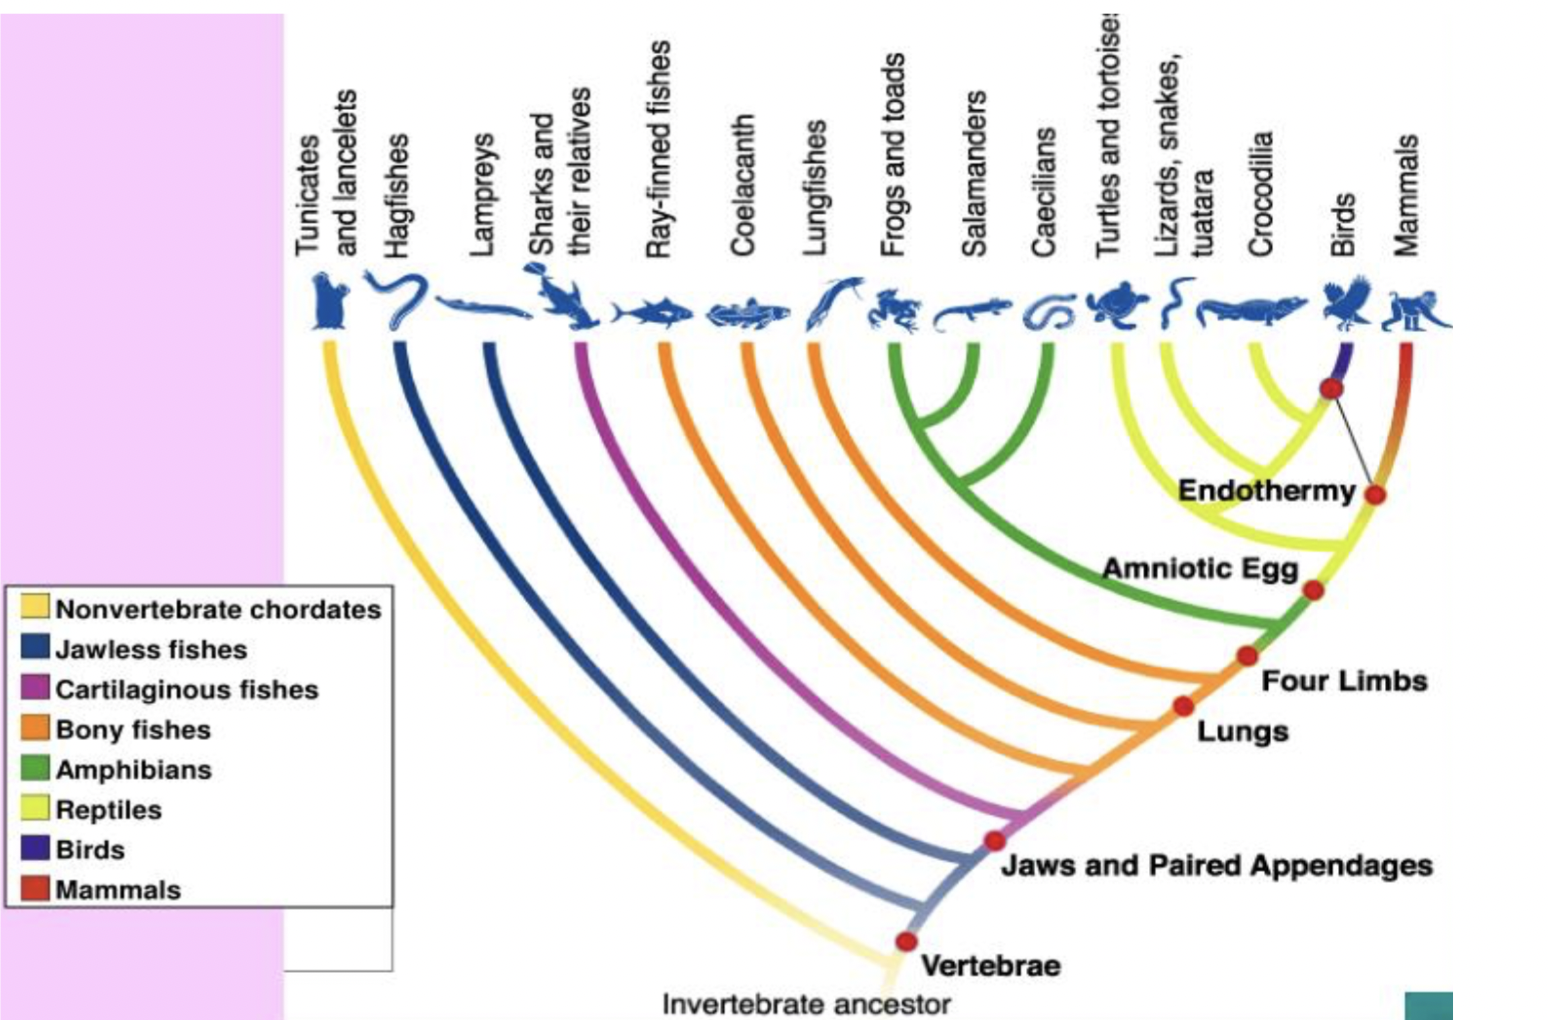 Tunicates
and lancelets
Hagfishes
Lampreys
Sharks and
their relatives
Ray-finned fishes
Coelacanth
Lungfishes
Frogs and toads
Salamanders
Caecilians
Turtles and tortoises
Lizards, snakes,
tuatara
Crocodilia
Birds
Mammals
Endothermy
Amniotic Egg
Four Limbs
Lungs
Jaws and Paired Appendages
Vertebrae
Invertebrate ancestor
Nonvertebrate chordates
Jawless fishes
Cartilaginous fishes
Bony fishes
Amphibians
Reptiles
Birds
Mammals